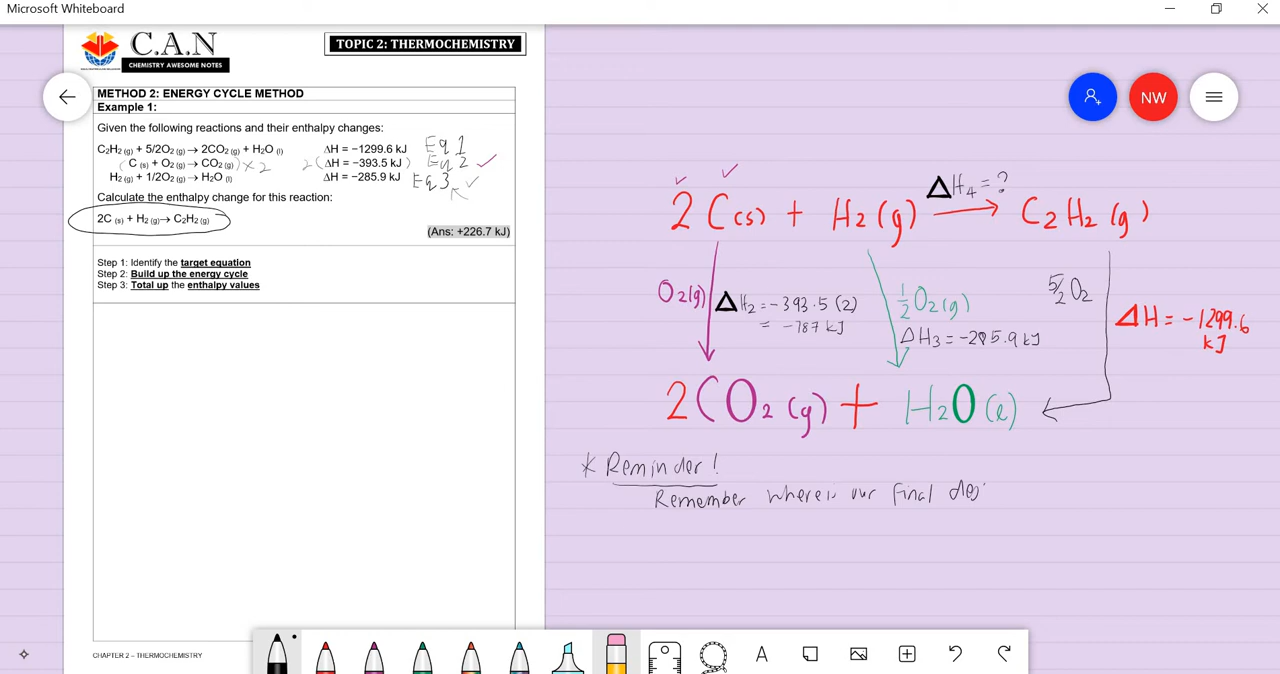 Microsoft Whiteboard
C.A.N
CHEMISTRY AWESOME NOTES
TOPIC 2: THERMOCHEMISTRY
METHOD 2: ENERGY CYCLE METHOD
Example 1:
Given the following reactions and their enthalpy changes:
C2H2 (g) + 5/2O2 (g) → 2CO2 (g) + H2O (l) ΔH = −1299.6 kJ Eq 1
( C (s) + O2 (g) → CO2 (g) ) × 2 2 ( ΔH = −393.5 kJ ) Eq 2 ✓
H2 (g) + 1/2O2 (g) → H2O (l) ΔH = −285.9 kJ Eq 3 ✓
Calculate the enthalpy change for this reaction:
2C (s) + H2 (g) → C2H2 (g)
(Ans: +226.7 kJ)
Step 1: Identify the target equation
Step 2: Build up the energy cycle
Step 3: Total up the enthalpy values
CHAPTER 2 – THERMOCHEMISTRY
NW
ΔH4 = ?
2 C(s) + H2 (g) → C2H2 (g)
O2(g) ΔH2 = −393.5 (2)
= −787 kJ
1/2 O2 (g)
ΔH3 = −285.9 kJ
5/2 O2
ΔH = −1299.6
kJ
2CO2 (g) + H2O (l)
* Reminder!
Remember where is our final des
A